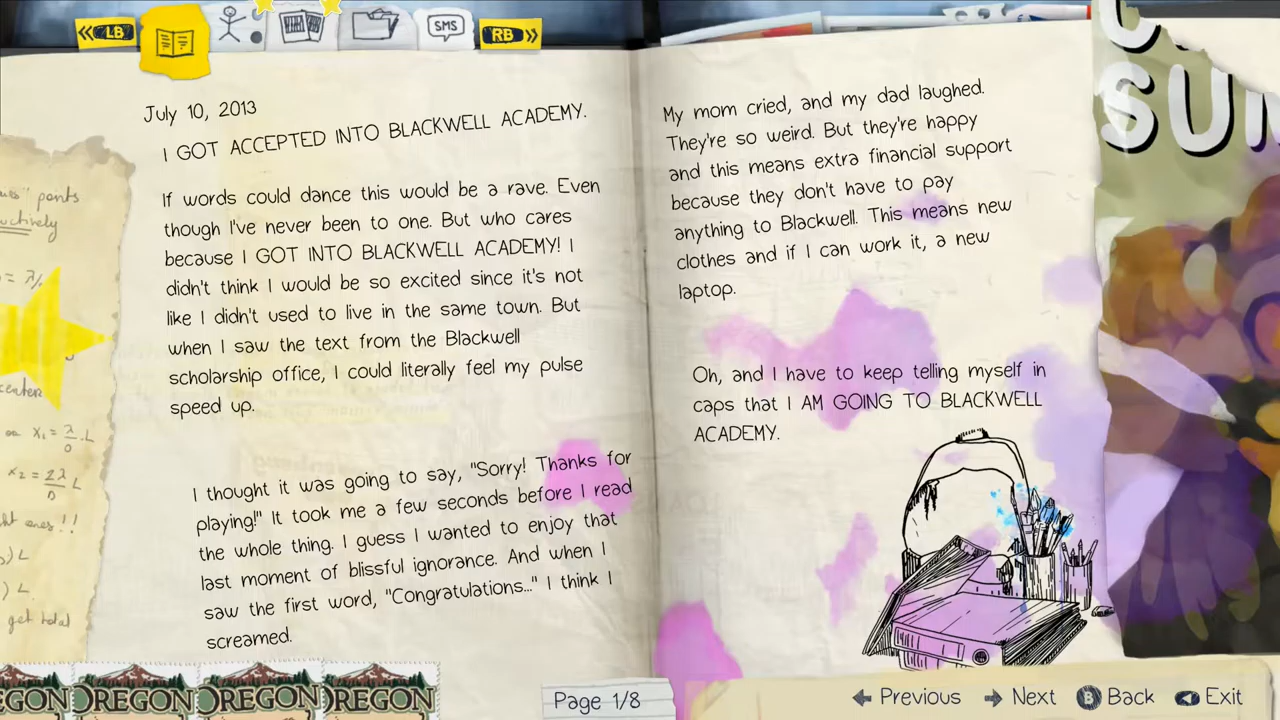 LB
SMS
RB
July 10, 2013
I GOT ACCEPTED INTO BLACKWELL ACADEMY.
If words could dance this would be a rave. Even
though I've never been to one. But who cares
because I GOT INTO BLACKWELL ACADEMY! I
didn't think I would be so excited since it's not
like I didn't used to live in the same town. But
when I saw the text from the Blackwell
scholarship office, I could literally feel my pulse
speed up.
I thought it was going to say, "Sorry! Thanks for
playing!" It took me a few seconds before I read
the whole thing. I guess I wanted to enjoy that
last moment of blissful ignorance. And when I
saw the first word, "Congratulations..." I think I
screamed.
My mom cried, and my dad laughed.
They're so weird. But they're happy
and this means extra financial support
because they don't have to pay
anything to Blackwell. This means new
clothes and if I can work it, a new
laptop.
Oh, and I have to keep telling myself in
caps that I AM GOING TO BLACKWELL
ACADEMY.
points
center
x₁ = λ/D . L
x₂ = 2λ/D L
ones!!
get total
OREGON OREGON OREGON
Page 1/8
Previous Next B Back Exit